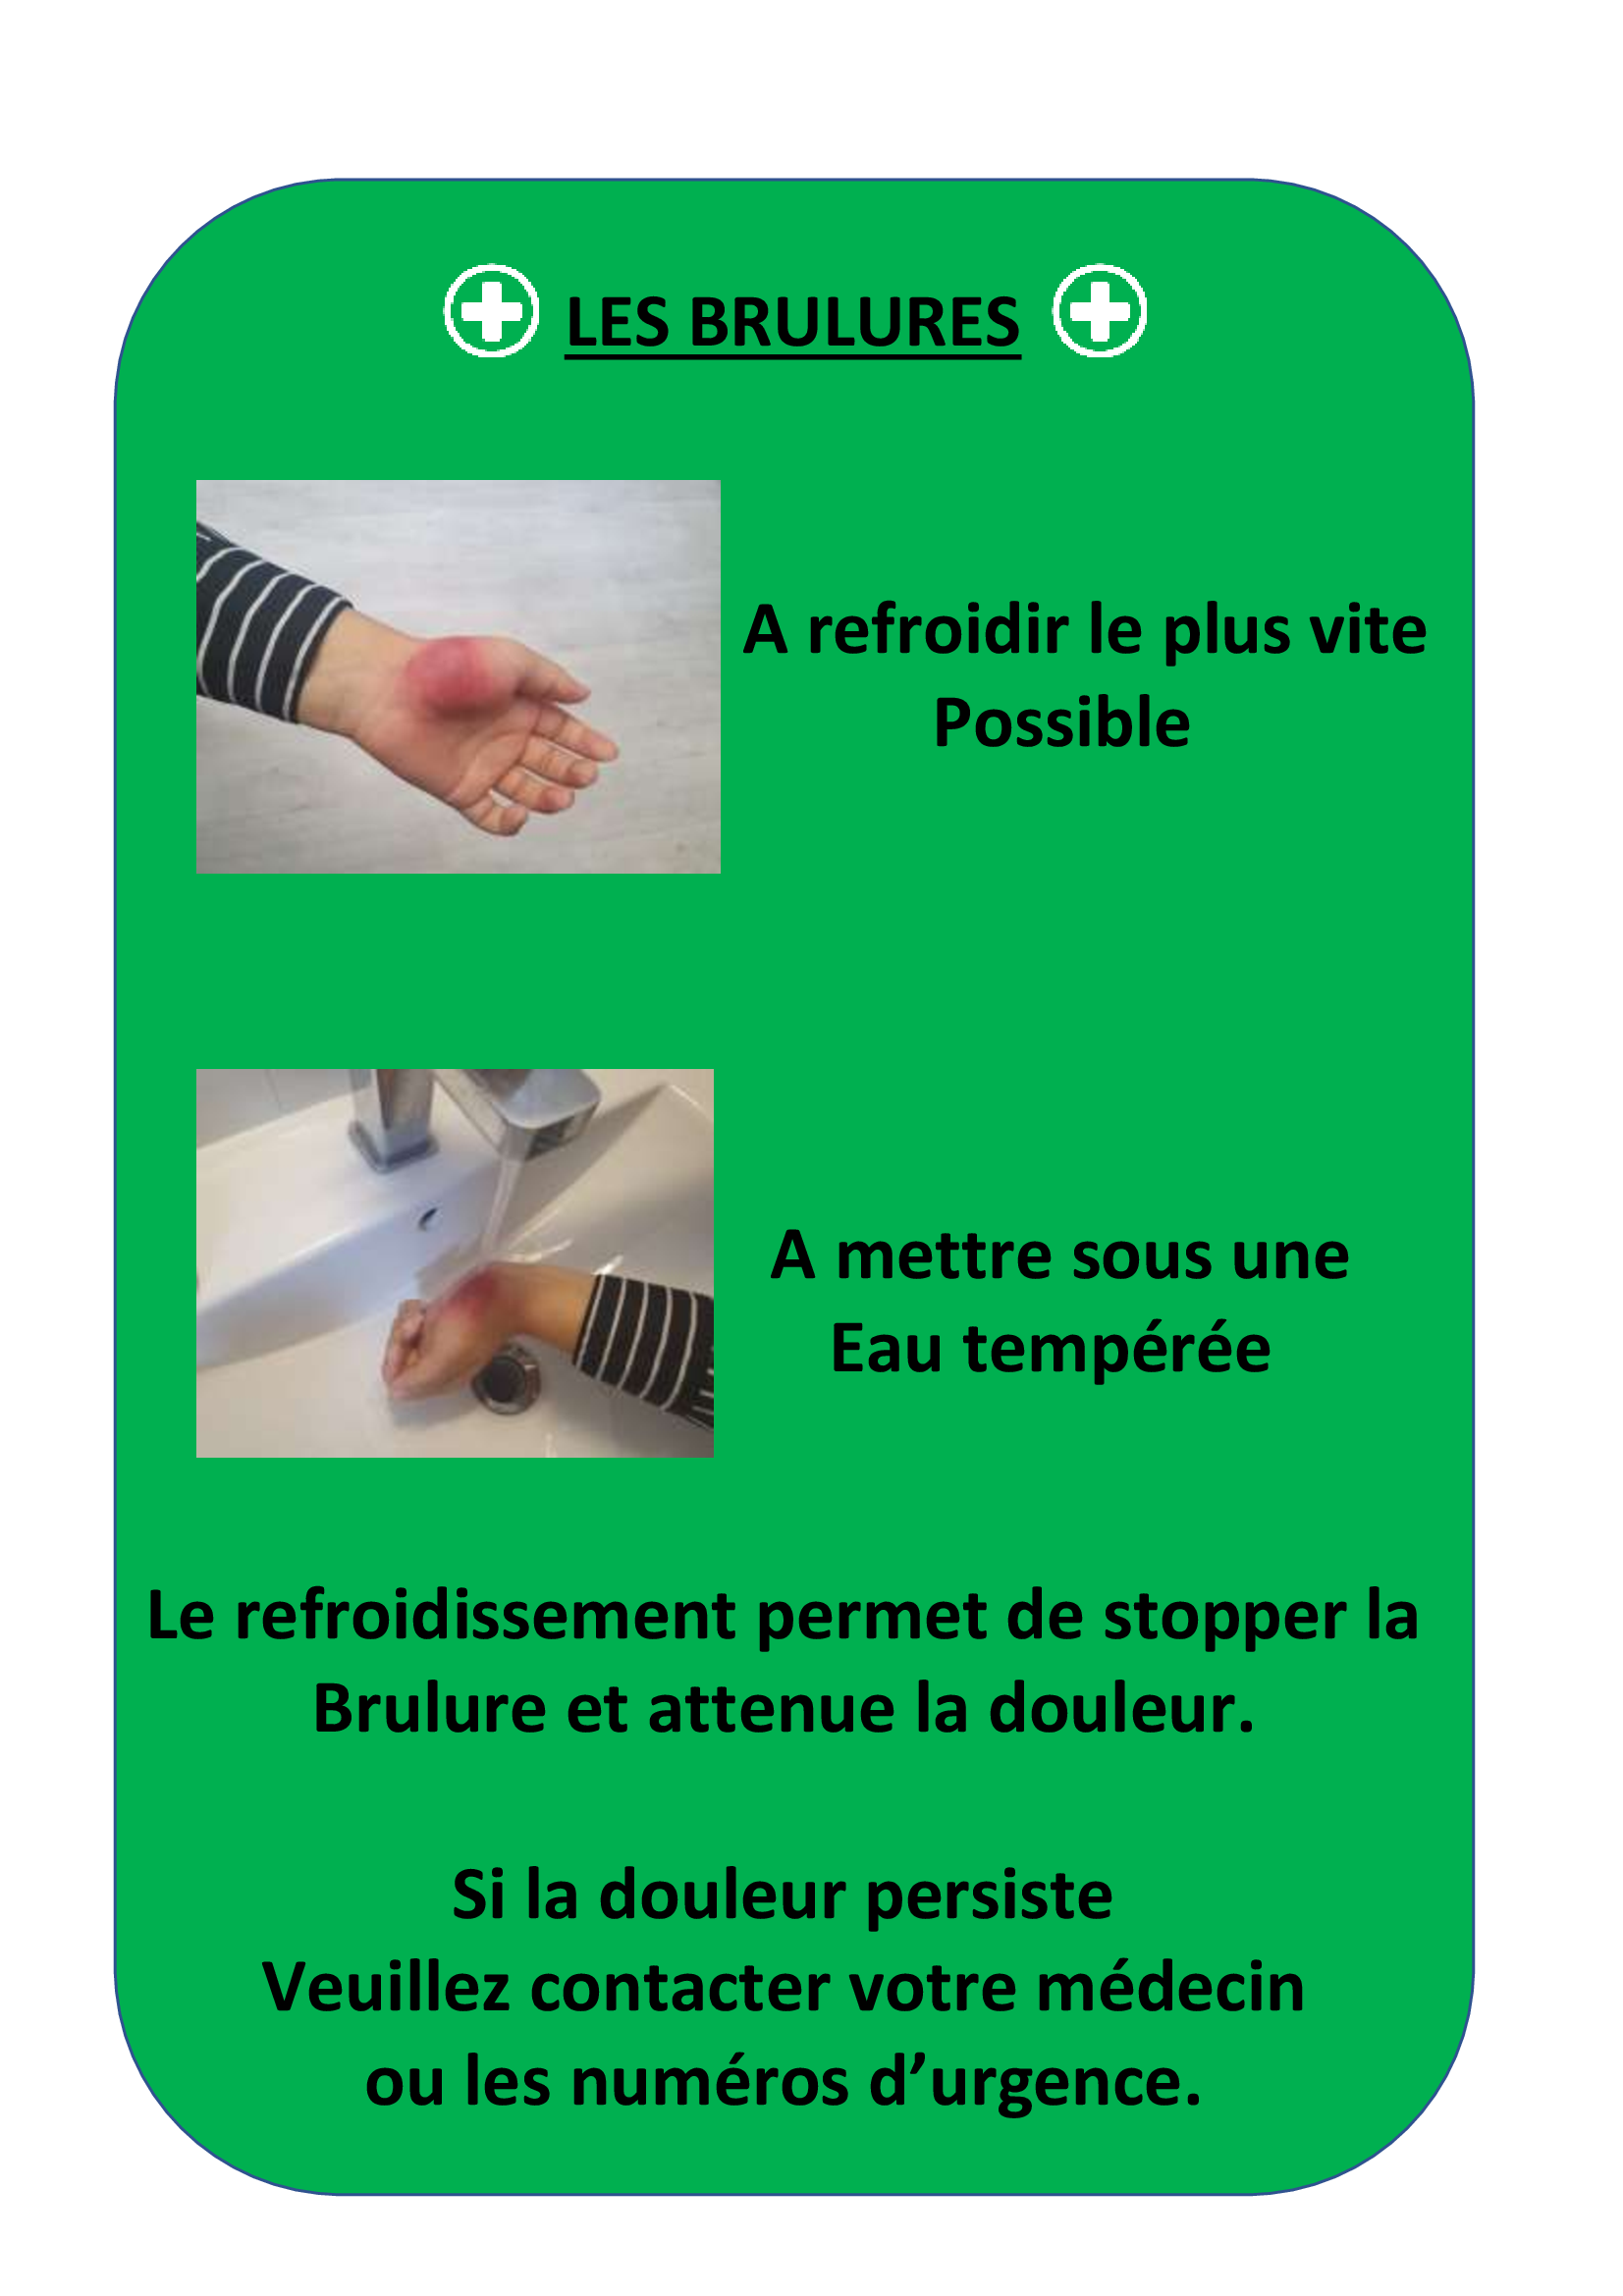 LES BRULURES
A refroidir le plus vite
Possible
A mettre sous une
Eau tempérée
Le refroidissement permet de stopper la
Brulure et attenue la douleur.
Si la douleur persiste
Veuillez contacter votre médecin
ou les numéros d’urgence.